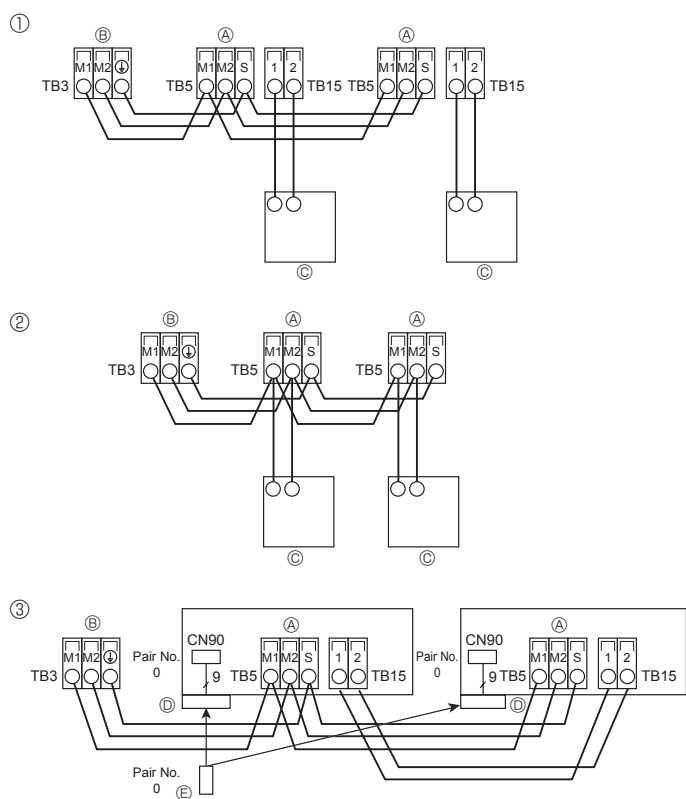 ①
Ⓑ Ⓐ Ⓐ
TB3 M1 M2 ⏚ TB5 M1 M2 S 1 2 TB15 TB5 M1 M2 S 1 2 TB15
Ⓒ Ⓒ
②
Ⓑ Ⓐ Ⓐ
TB3 M1 M2 ⏚ TB5 M1 M2 S TB5 M1 M2 S
Ⓒ Ⓒ
③
Ⓑ Ⓐ Ⓐ
CN90 CN90
TB3 M1 M2 ⏚ Pair No. 0 9 TB5 M1 M2 S 1 2 TB15 Pair No. 0 9 TB5 M1 M2 S 1 2 TB15
Ⓓ Ⓓ
Pair No.
0 Ⓔ